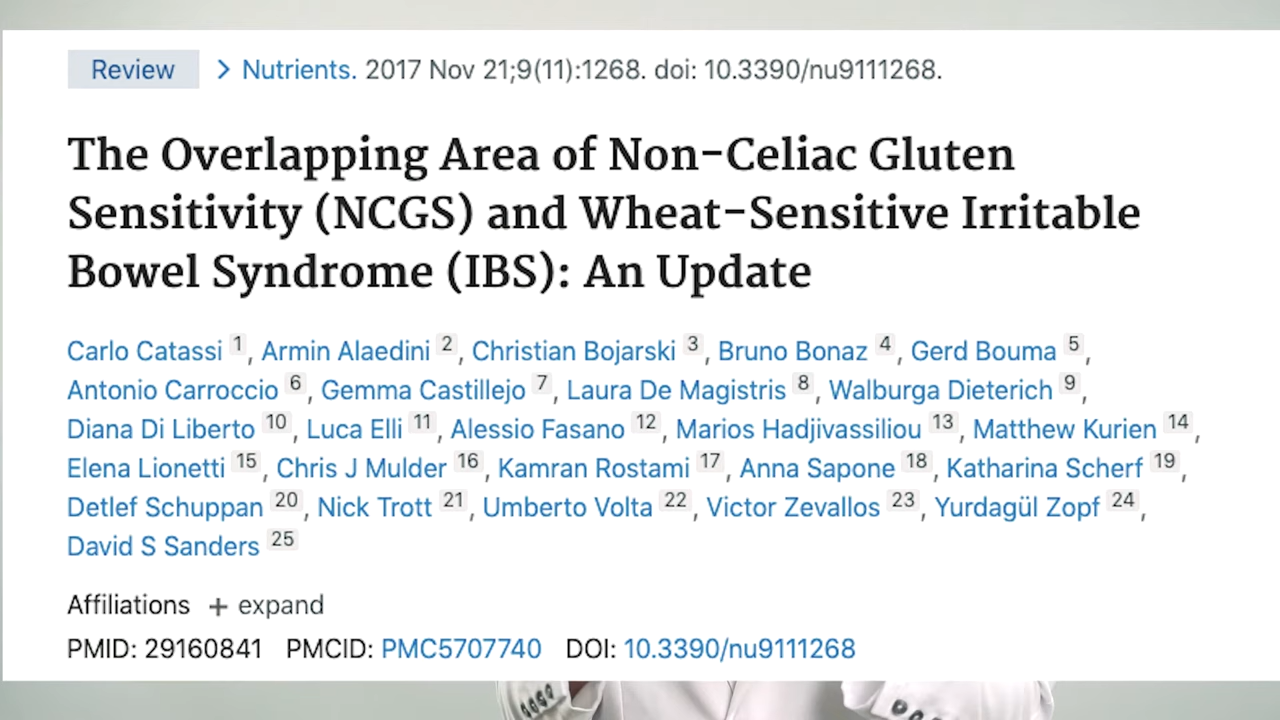 Review > Nutrients. 2017 Nov 21;9(11):1268. doi: 10.3390/nu9111268.
The Overlapping Area of Non-Celiac Gluten
Sensitivity (NCGS) and Wheat-Sensitive Irritable
Bowel Syndrome (IBS): An Update
Carlo Catassi 1, Armin Alaedini 2, Christian Bojarski 3, Bruno Bonaz 4, Gerd Bouma 5,
Antonio Carroccio 6, Gemma Castillejo 7, Laura De Magistris 8, Walburga Dieterich 9,
Diana Di Liberto 10, Luca Elli 11, Alessio Fasano 12, Marios Hadjivassiliou 13, Matthew Kurien 14,
Elena Lionetti 15, Chris J Mulder 16, Kamran Rostami 17, Anna Sapone 18, Katharina Scherf 19,
Detlef Schuppan 20, Nick Trott 21, Umberto Volta 22, Victor Zevallos 23, Yurdagül Zopf 24,
David S Sanders 25
Affiliations + expand
PMID: 29160841 PMCID: PMC5707740 DOI: 10.3390/nu9111268